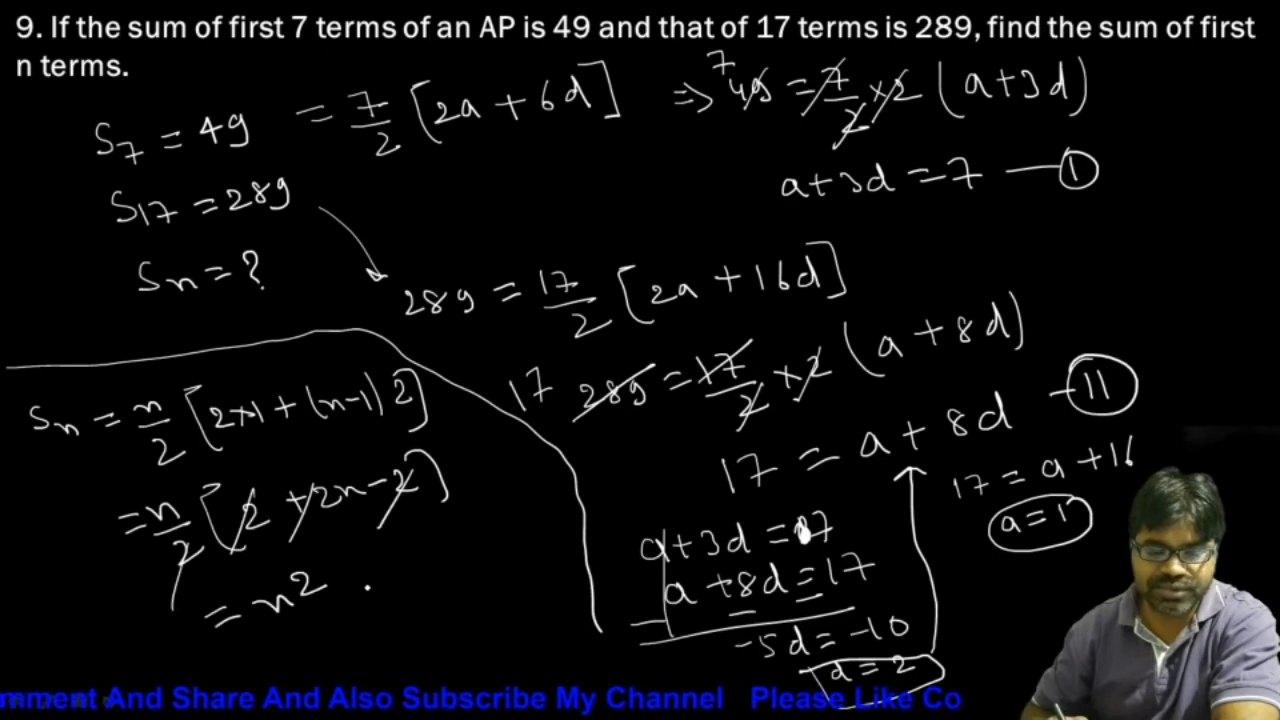 9. If the sum of first 7 terms of an AP is 49 and that of 17 terms is 289, find the sum of first
n terms.
S₇ = 49 = 7/2 [2a + 6d] ⇒ 7 49 = 7/2 × 2 (a + 3d)
a + 3d = 7 — ①
S₁₇ = 289
Sₙ = ?
289 = 17/2 [2a + 16d]
17 289 = 17/2 × 2 (a + 8d)
17 = a + 8d — ⑪
17 = a + 16
a = 1
a + 3d = 7
a + 8d = 17
-5d = -10
d = 2
Sₙ = n/2 [2×1 + (n-1) 2]
= n/2 [2 + 2n - 2]
= n² .
mment And Share And Also Subscribe My Channel Please Like Co